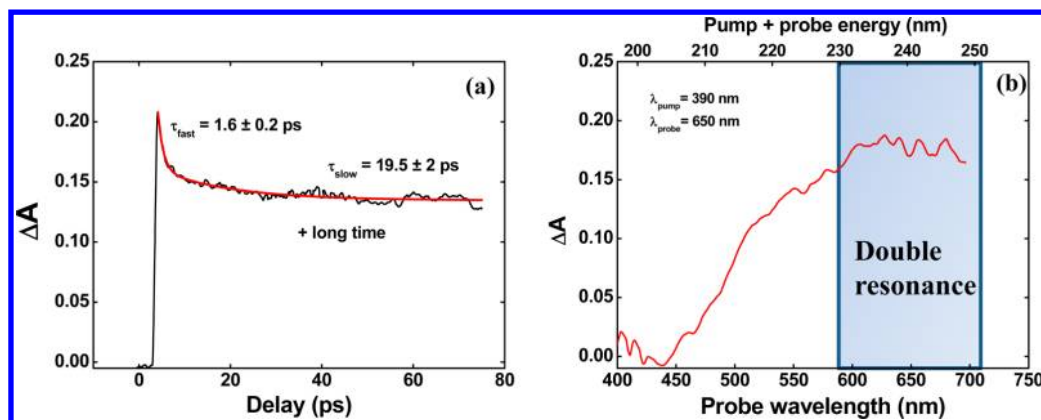 (a)
τfast = 1.6 ± 0.2 ps
τslow = 19.5 ± 2 ps
+ long time
ΔA
0.25
0.20
0.15
0.10
0.05
0.00
0 20 40 60 80
Delay (ps)
Pump + probe energy (nm)
200 210 220 230 240 250
(b)
λpump = 390 nm
λprobe = 650 nm
Double
resonance
ΔA
0.25
0.20
0.15
0.10
0.05
0.00
400 450 500 550 600 650 700 750
Probe wavelength (nm)